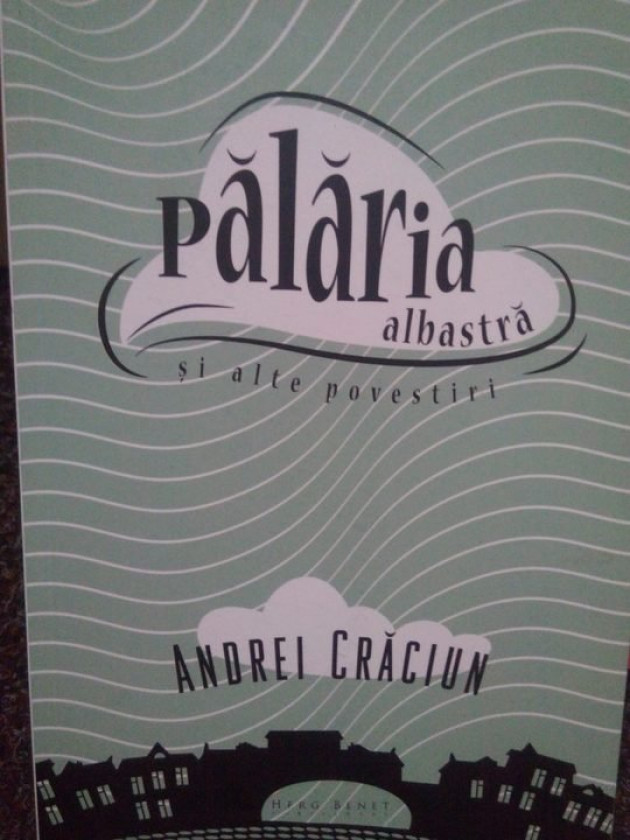 Pălăria
albastră
și alte povestiri
ANDREI CRĂCIUN
HERG BENET